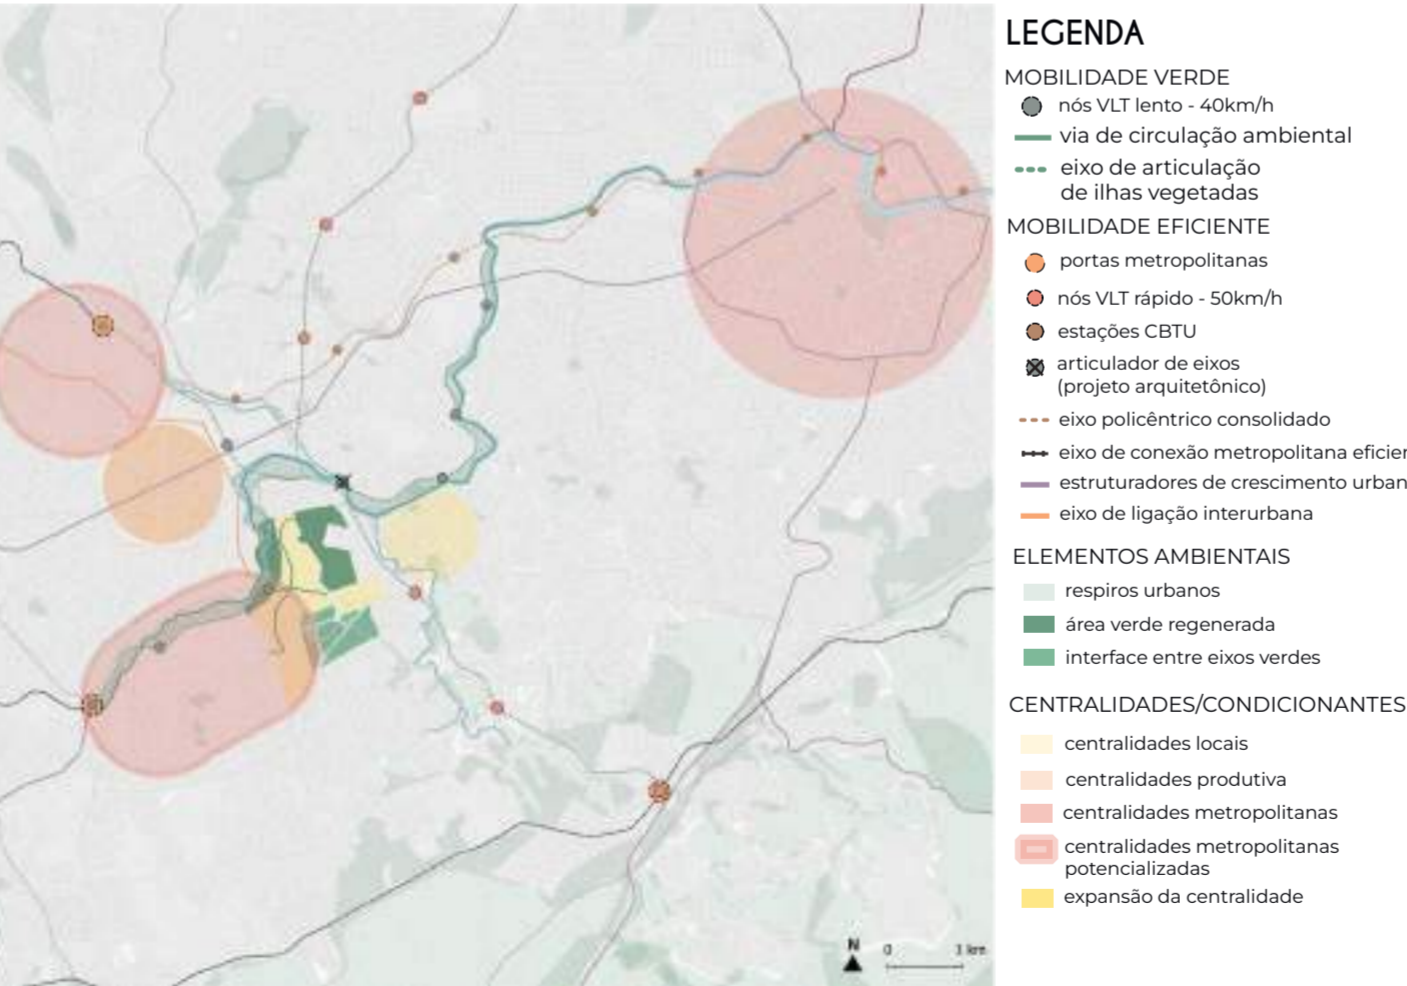 LEGENDA
MOBILIDADE VERDE
nós VLT lento - 40km/h
via de circulação ambiental
eixo de articulação
de ilhas vegetadas
MOBILIDADE EFICIENTE
portas metropolitanas
nós VLT rápido - 50km/h
estações CBTU
articulador de eixos
(projeto arquitetônico)
eixo policêntrico consolidado
eixo de conexão metropolitana eficier
estruturadores de crescimento urban
eixo de ligação interurbana
ELEMENTOS AMBIENTAIS
respiros urbanos
área verde regenerada
interface entre eixos verdes
CENTRALIDADES/CONDICIONANTES
centralidades locais
centralidades produtiva
centralidades metropolitanas
centralidades metropolitanas
potencializadas
expansão da centralidade
N
0 1 km